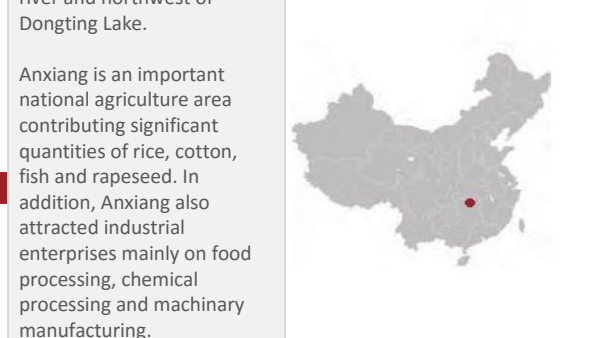 river and northwest of
Dongting Lake.
Anxiang is an important
national agriculture area
contributing significant
quantities of rice, cotton,
fish and rapeseed. In
addition, Anxiang also
attracted industrial
enterprises mainly on food
processing, chemical
processing and machinary
manufacturing.